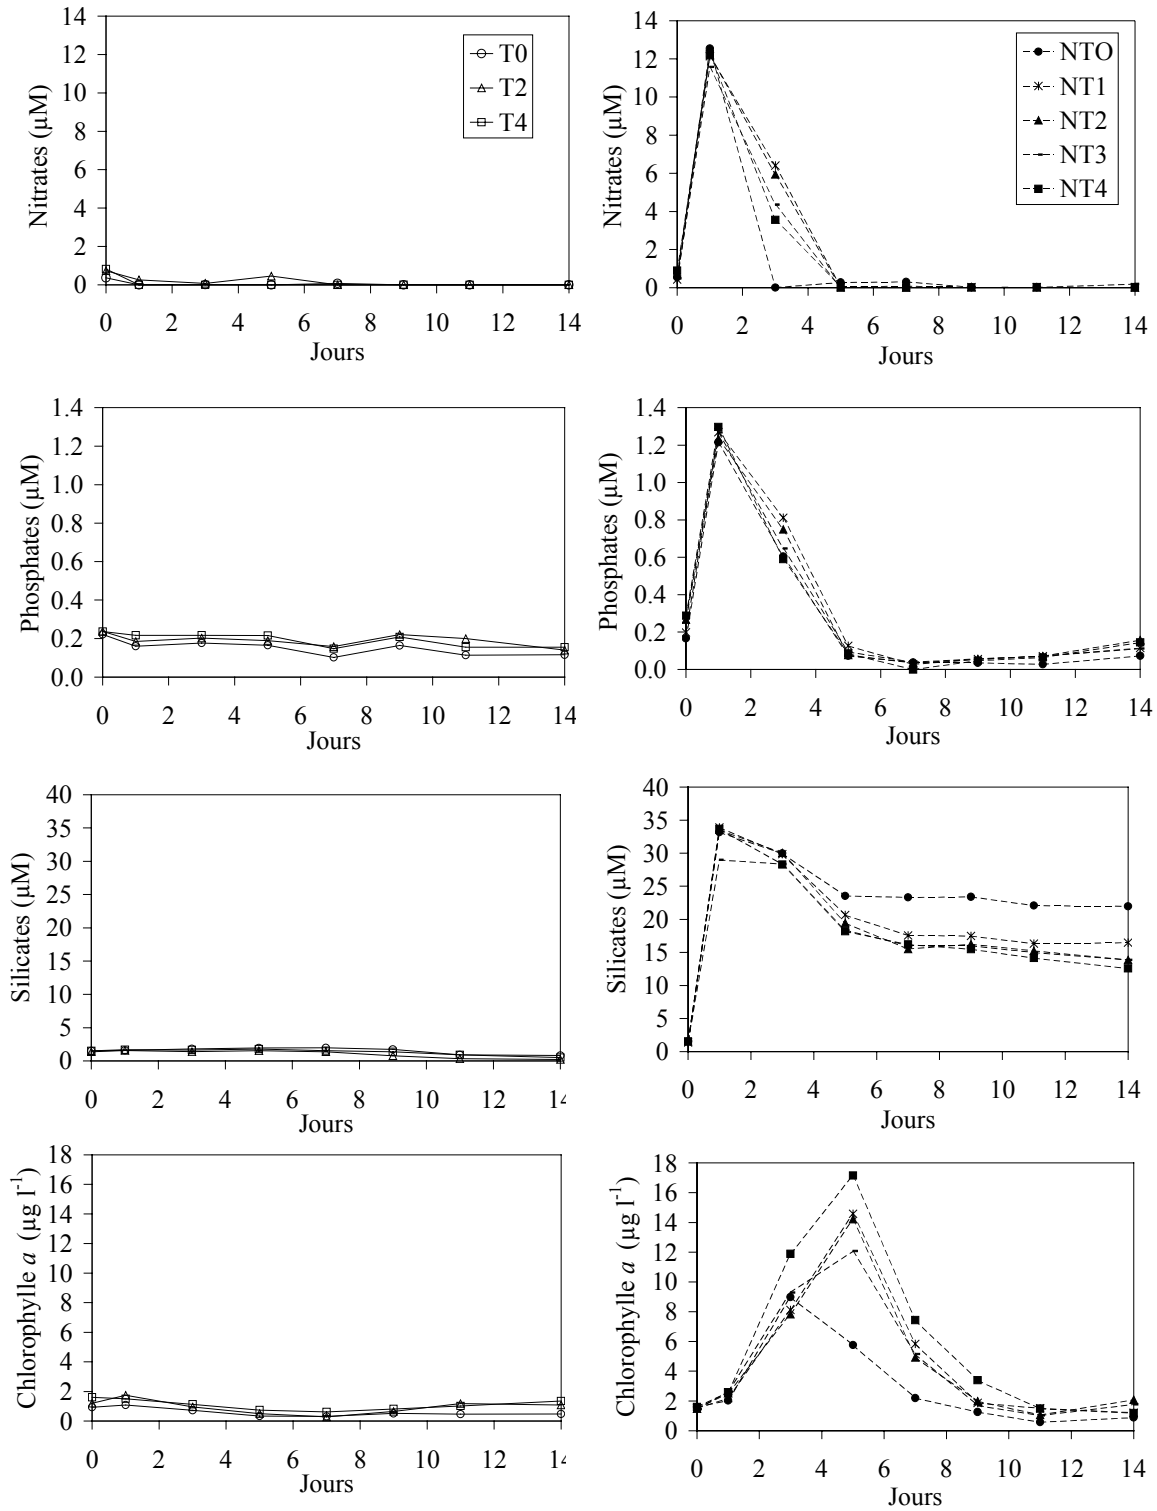 Nitrates (µM)
14
12
10
8
6
4
2
0
0 2 4 6 8 10 12 14
Jours
T0
T2
T4
Nitrates (µM)
14
12
10
8
6
4
2
0
0 2 4 6 8 10 12 14
Jours
NTO
NT1
NT2
NT3
NT4
Phosphates (µM)
1.4
1.2
1.0
0.8
0.6
0.4
0.2
0.0
0 2 4 6 8 10 12 14
Jours
Phosphates (µM)
1.4
1.2
1.0
0.8
0.6
0.4
0.2
0.0
0 2 4 6 8 10 12 14
Jours
Silicates (µM)
40
35
30
25
20
15
10
5
0
0 2 4 6 8 10 12 14
Jours
Silicates (µM)
40
35
30
25
20
15
10
5
0
0 2 4 6 8 10 12 14
Jours
Chlorophylle a (µg l⁻¹)
18
16
14
12
10
8
6
4
2
0
0 2 4 6 8 10 12 14
Jours
Chlorophylle a (µg l⁻¹)
18
16
14
12
10
8
6
4
2
0
0 2 4 6 8 10 12 14
Jours